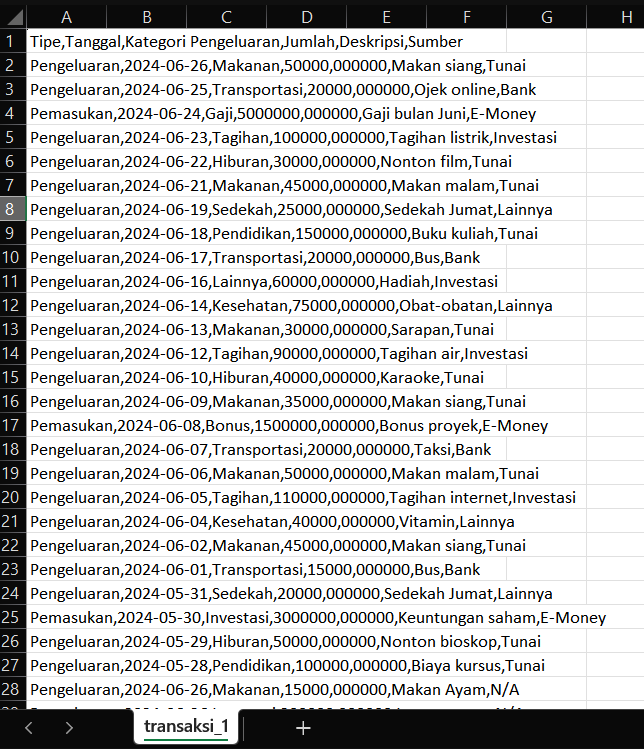 A B C D E F G H
1 Tipe,Tanggal,Kategori Pengeluaran,Jumlah,Deskripsi,Sumber
2 Pengeluaran,2024-06-26,Makanan,50000,000000,Makan siang,Tunai
3 Pengeluaran,2024-06-25,Transportasi,20000,000000,Ojek online,Bank
4 Pemasukan,2024-06-24,Gaji,5000000,000000,Gaji bulan Juni,E-Money
5 Pengeluaran,2024-06-23,Tagihan,100000,000000,Tagihan listrik,Investasi
6 Pengeluaran,2024-06-22,Hiburan,30000,000000,Nonton film,Tunai
7 Pengeluaran,2024-06-21,Makanan,45000,000000,Makan malam,Tunai
8 Pengeluaran,2024-06-19,Sedekah,25000,000000,Sedekah Jumat,Lainnya
9 Pengeluaran,2024-06-18,Pendidikan,150000,000000,Buku kuliah,Tunai
10 Pengeluaran,2024-06-17,Transportasi,20000,000000,Bus,Bank
11 Pengeluaran,2024-06-16,Lainnya,60000,000000,Hadiah,Investasi
12 Pengeluaran,2024-06-14,Kesehatan,75000,000000,Obat-obatan,Lainnya
13 Pengeluaran,2024-06-13,Makanan,30000,000000,Sarapan,Tunai
14 Pengeluaran,2024-06-12,Tagihan,90000,000000,Tagihan air,Investasi
15 Pengeluaran,2024-06-10,Hiburan,40000,000000,Karaoke,Tunai
16 Pengeluaran,2024-06-09,Makanan,35000,000000,Makan siang,Tunai
17 Pemasukan,2024-06-08,Bonus,1500000,000000,Bonus proyek,E-Money
18 Pengeluaran,2024-06-07,Transportasi,20000,000000,Taksi,Bank
19 Pengeluaran,2024-06-06,Makanan,50000,000000,Makan malam,Tunai
20 Pengeluaran,2024-06-05,Tagihan,110000,000000,Tagihan internet,Investasi
21 Pengeluaran,2024-06-04,Kesehatan,40000,000000,Vitamin,Lainnya
22 Pengeluaran,2024-06-02,Makanan,45000,000000,Makan siang,Tunai
23 Pengeluaran,2024-06-01,Transportasi,15000,000000,Bus,Bank
24 Pengeluaran,2024-05-31,Sedekah,20000,000000,Sedekah Jumat,Lainnya
25 Pemasukan,2024-05-30,Investasi,3000000,000000,Keuntungan saham,E-Money
26 Pengeluaran,2024-05-29,Hiburan,50000,000000,Nonton bioskop,Tunai
27 Pengeluaran,2024-05-28,Pendidikan,100000,000000,Biaya kursus,Tunai
28 Pengeluaran,2024-06-26,Makanan,15000,000000,Makan Ayam,N/A
transaksi_1